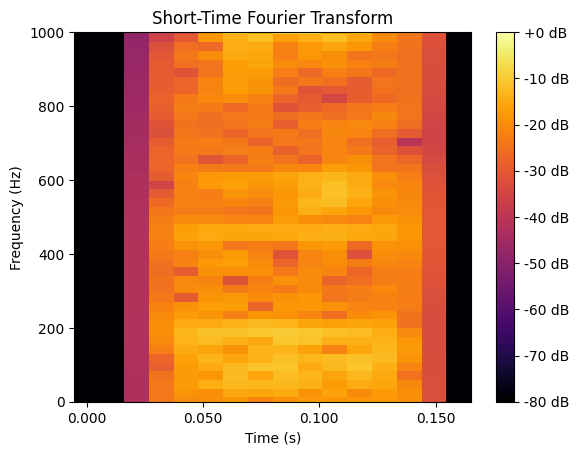 Short-Time Fourier Transform
1000
800
600
400
200
0
Frequency (Hz)
0.000
0.050
0.100
0.150
Time (s)
+0 dB
-10 dB
-20 dB
-30 dB
-40 dB
-50 dB
-60 dB
-70 dB
-80 dB